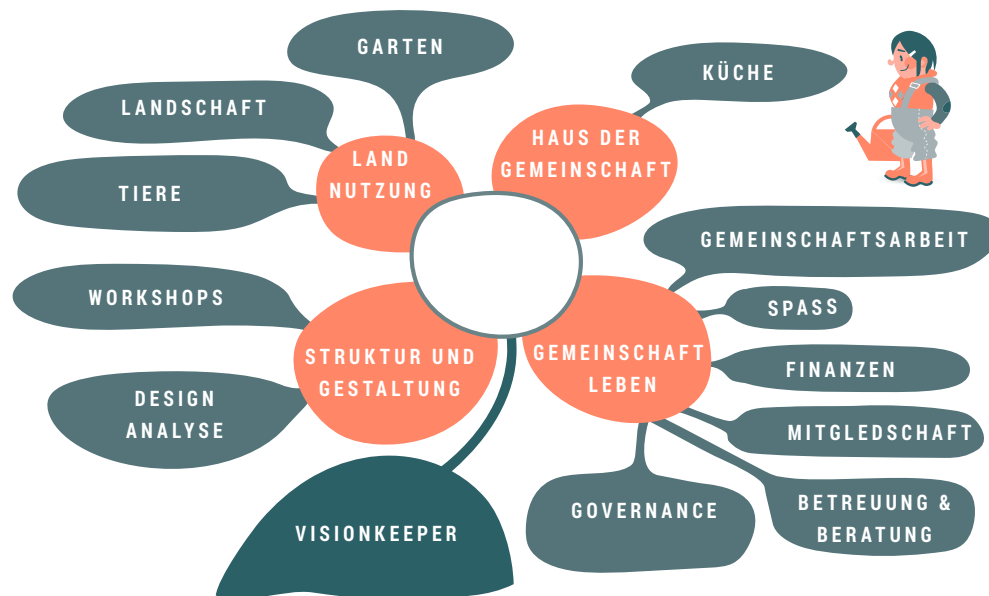 GARTEN
KÜCHE
LANDSCHAFT
LAND
NUTZUNG
HAUS DER
GEMEINSCHAFT
TIERE
GEMEINSCHAFTSARBEIT
WORKSHOPS
SPASS
STRUKTUR UND
GESTALTUNG
GEMEINSCHAFT
LEBEN
FINANZEN
DESIGN
ANALYSE
MITGLEDSCHAFT
GOVERNANCE
BETREUUNG &
BERATUNG
VISIONKEEPER